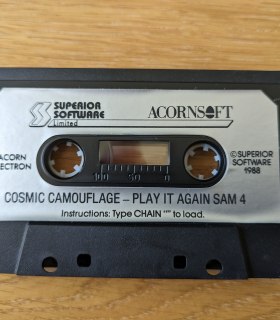 SUPERIOR
SOFTWARE
Limited
ACORNSOFT
ACORN
ELECTRON
©SUPERIOR
SOFTWARE
1988
100 50 0
COSMIC CAMOUFLAGE – PLAY IT AGAIN SAM 4
Instructions: Type CHAIN "" to load.